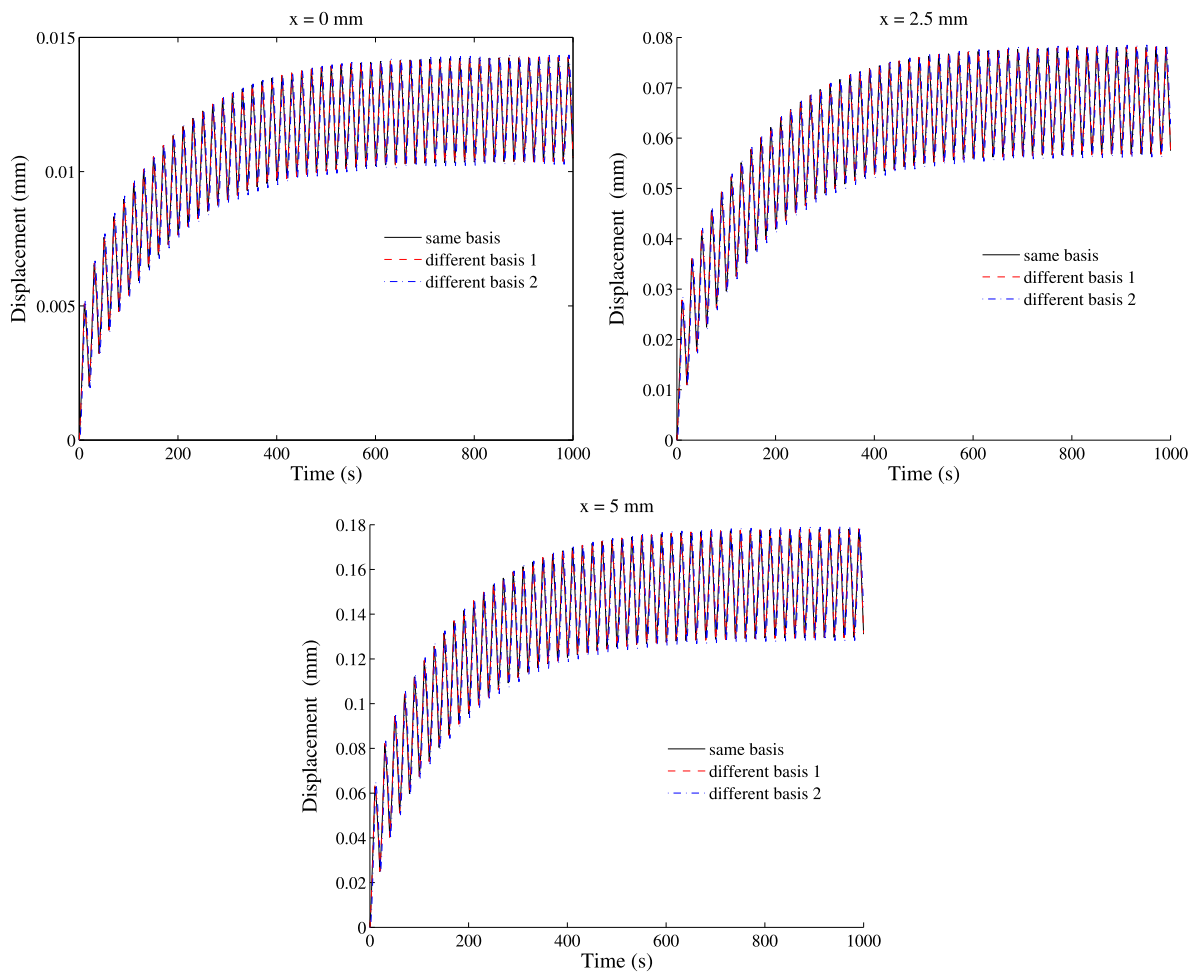 x = 0 mm
0.015
0.01
0.005
0
Displacement (mm)
same basis
different basis 1
different basis 2
0 200 400 600 800 1000
Time (s)
x = 2.5 mm
0.08
0.07
0.06
0.05
0.04
0.03
0.02
0.01
0
Displacement (mm)
same basis
different basis 1
different basis 2
0 200 400 600 800 1000
Time (s)
x = 5 mm
0.18
0.16
0.14
0.12
0.1
0.08
0.06
0.04
0.02
0
Displacement (mm)
same basis
different basis 1
different basis 2
0 200 400 600 800 1000
Time (s)